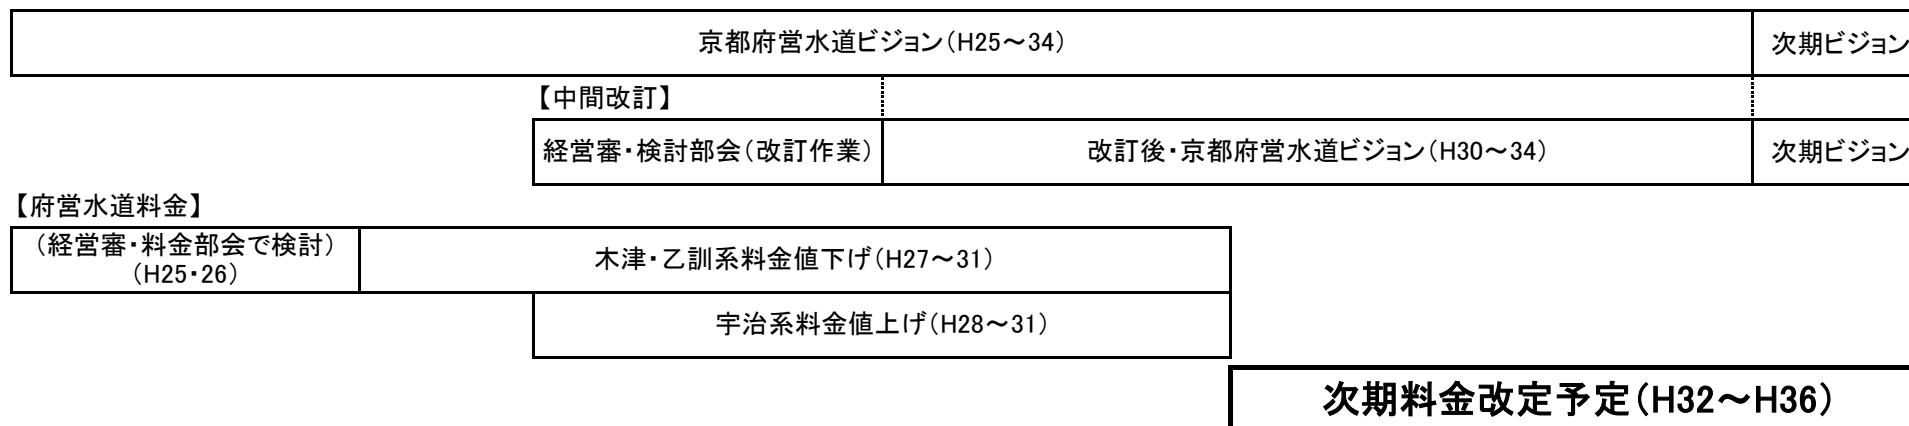 京都府営水道ビジョン（H25～34）
次期ビジョン
【中間改訂】
経営審・検討部会（改訂作業）
改訂後・京都府営水道ビジョン（H30～34）
次期ビジョン
【府営水道料金】
（経営審・料金部会で検討）
（H25・26）
木津・乙訓系料金値下げ（H27～31）
宇治系料金値上げ（H28～31）
次期料金改定予定（H32～H36）